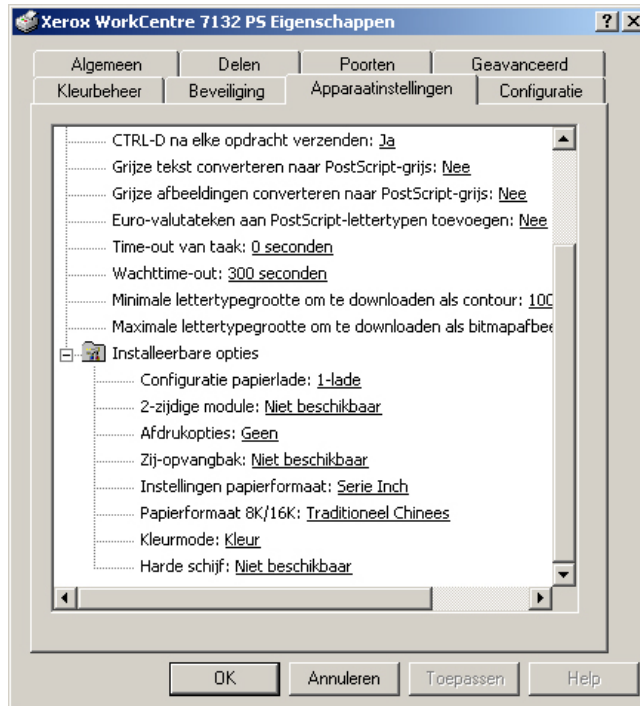 Xerox WorkCentre 7132 PS Eigenschappen
Algemeen Delen Poorten Geavanceerd
Kleurbeheer Beveiliging Apparaatinstellingen Configuratie
CTRL-D na elke opdracht verzenden: Ja
Grijze tekst converteren naar PostScript-grijs: Nee
Grijze afbeeldingen converteren naar PostScript-grijs: Nee
Euro-valutateken aan PostScript-lettertypen toevoegen: Nee
Time-out van taak: 0 seconden
Wachttime-out: 300 seconden
Minimale lettertypegrootte om te downloaden als contour: 100
Maximale lettertypegrootte om te downloaden als bitmapafbee
Installeerbare opties
Configuratie papierlade: 1-lade
2-zijdige module: Niet beschikbaar
Afdrukopties: Geen
Zij-opvangbak: Niet beschikbaar
Instellingen papierformaat: Serie Inch
Papierformaat 8K/16K: Traditioneel Chinees
Kleurmode: Kleur
Harde schijf: Niet beschikbaar
OK Annuleren Toepassen Help